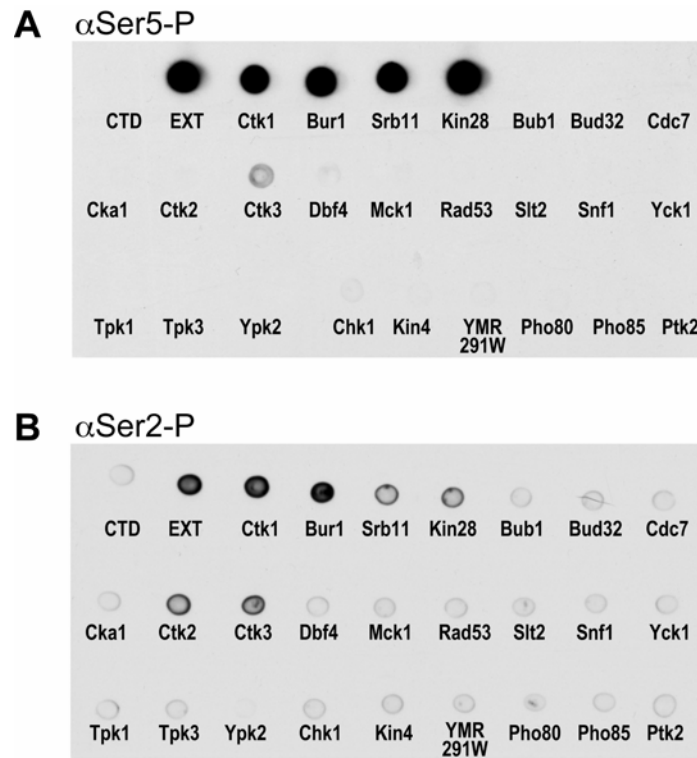 A αSer5-P
CTD EXT Ctk1 Bur1 Srb11 Kin28 Bub1 Bud32 Cdc7
Cka1 Ctk2 Ctk3 Dbf4 Mck1 Rad53 Slt2 Snf1 Yck1
Tpk1 Tpk3 Ypk2 Chk1 Kin4 YMR Pho80 Pho85 Ptk2
291W
B αSer2-P
CTD EXT Ctk1 Bur1 Srb11 Kin28 Bub1 Bud32 Cdc7
Cka1 Ctk2 Ctk3 Dbf4 Mck1 Rad53 Slt2 Snf1 Yck1
Tpk1 Tpk3 Ypk2 Chk1 Kin4 YMR Pho80 Pho85 Ptk2
291W